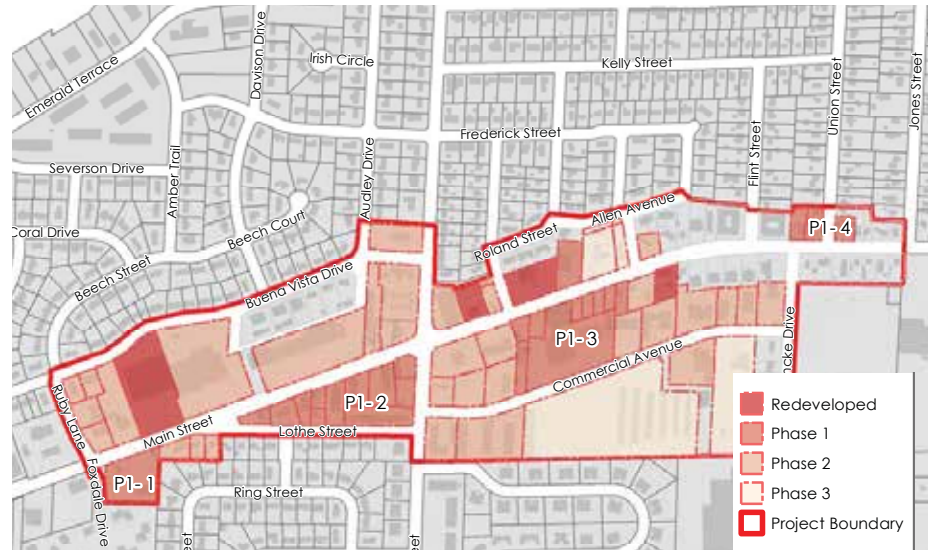 Irish Circle
Kelly Street
Emerald Terrace
Davison Drive
Union Street
Jones Street
Frederick Street
Flint Street
Severson Drive
Amber Trail
Audley Drive
Allen Avenue
P1-4
Beech Court
Roland Street
Coral Drive
Beech Street
Buena Vista Drive
P1-3
Commercial Avenue
Ruby Lane
Main Street
P1-2
Lothe Street
P1-1
Foxdale Drive
Ring Street
Redeveloped
Phase 1
Phase 2
Phase 3
Project Boundary